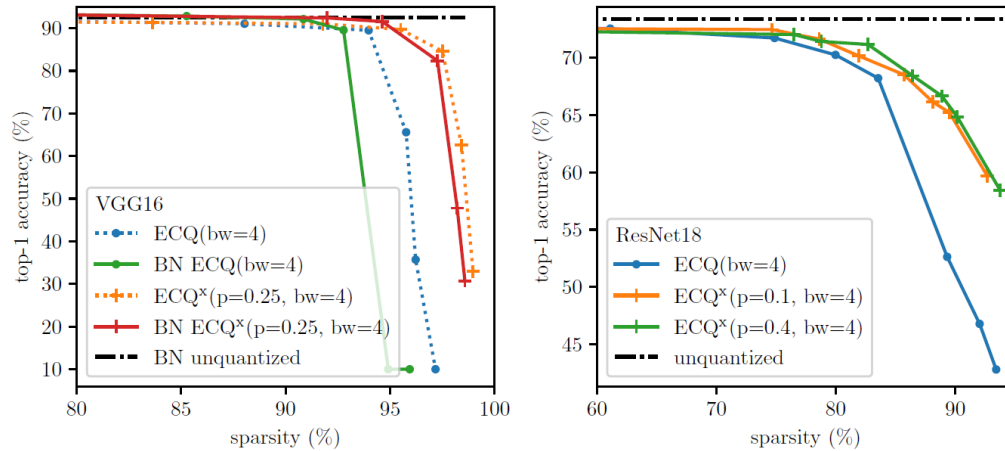 90
80
70
60
50
40
30
20
10
top-1 accuracy (%)
80
85
90
95
100
sparsity (%)
VGG16
ECQ(bw=4)
BN ECQ(bw=4)
ECQˣ(p=0.25, bw=4)
BN ECQˣ(p=0.25, bw=4)
BN unquantized
70
65
60
55
50
45
top-1 accuracy (%)
60
70
80
90
sparsity (%)
ResNet18
ECQ(bw=4)
ECQˣ(p=0.1, bw=4)
ECQˣ(p=0.4, bw=4)
unquantized